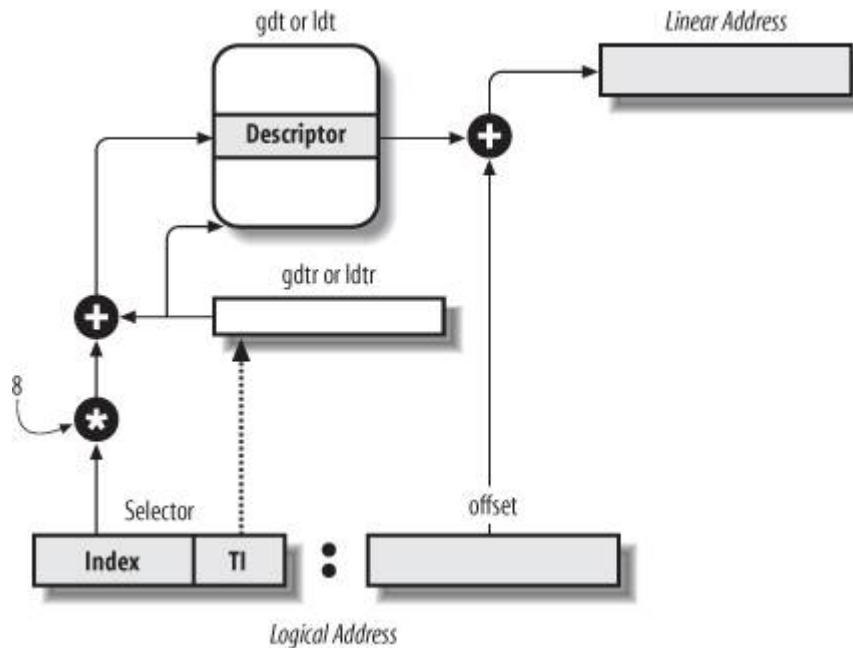 gdt or ldt
Linear Address
Descriptor
+
gdtr or ldtr
+
8
*
Selector
offset
Index
TI
:
Logical Address